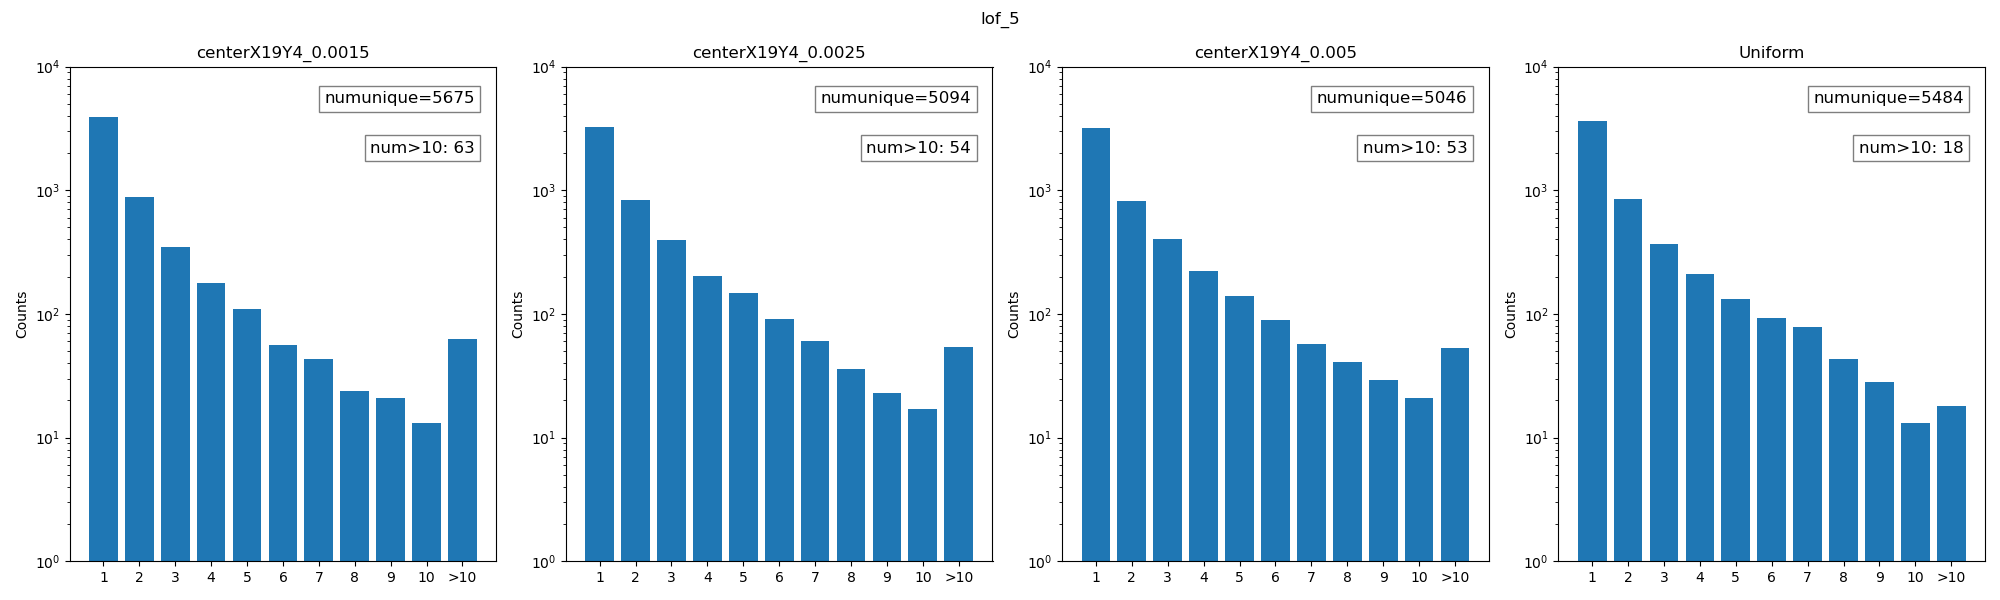 lof_5
centerX19Y4_0.0015
10^4
10^3
10^2
10^1
10^0
Counts
numunique=5675
num>10: 63
1 2 3 4 5 6 7 8 9 10 >10
centerX19Y4_0.0025
10^4
10^3
10^2
10^1
10^0
Counts
numunique=5094
num>10: 54
1 2 3 4 5 6 7 8 9 10 >10
centerX19Y4_0.005
10^4
10^3
10^2
10^1
10^0
Counts
numunique=5046
num>10: 53
1 2 3 4 5 6 7 8 9 10 >10
Uniform
10^4
10^3
10^2
10^1
10^0
Counts
numunique=5484
num>10: 18
1 2 3 4 5 6 7 8 9 10 >10